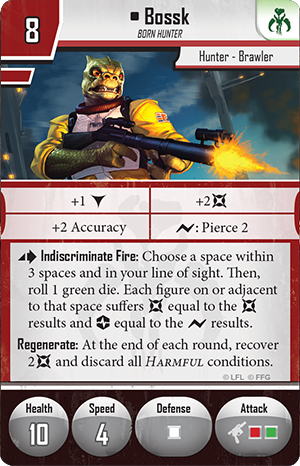 8
Bossk
BORN HUNTER
Hunter - Brawler
+1
+2
+2 Accuracy
: Pierce 2
Indiscriminate Fire: Choose a space within
3 spaces and in your line of sight. Then,
roll 1 green die. Each figure on or adjacent
to that space suffers equal to the
results and equal to the results.
Regenerate: At the end of each round, recover
2 and discard all HARMFUL conditions.
© LFL © FFG
Health
Speed
Defense
Attack
10
4